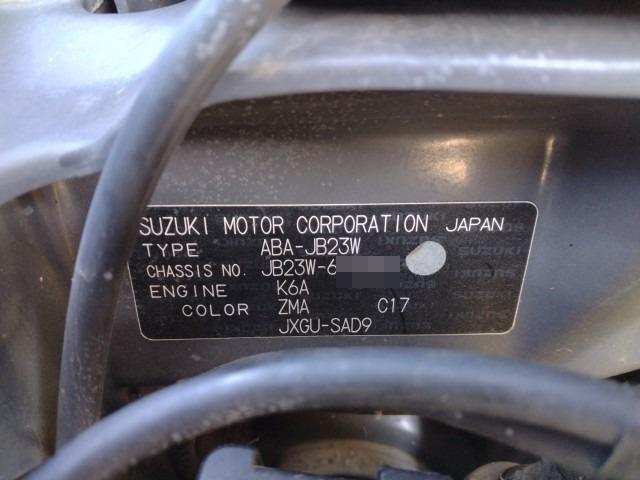 SUZUKI MOTOR CORPORATION JAPAN
TYPE ABA-JB23W
CHASSIS NO. JB23W-6
ENGINE K6A
COLOR ZMA C17
JXGU-SAD9